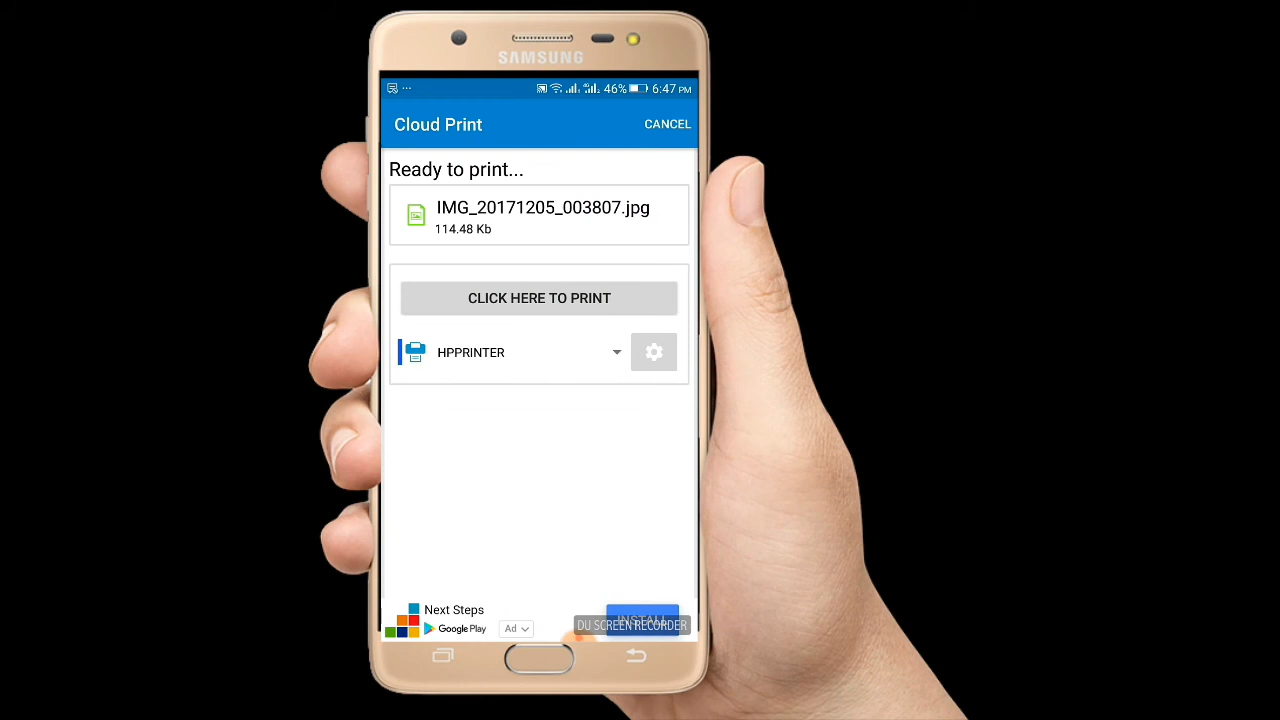 SAMSUNG
46% 6:47 PM
Cloud Print CANCEL
Ready to print...
IMG_20171205_003807.jpg
114.48 Kb
CLICK HERE TO PRINT
HPPRINTER
Next Steps
Google Play Ad
INSTALL
DU SCREEN RECORDER